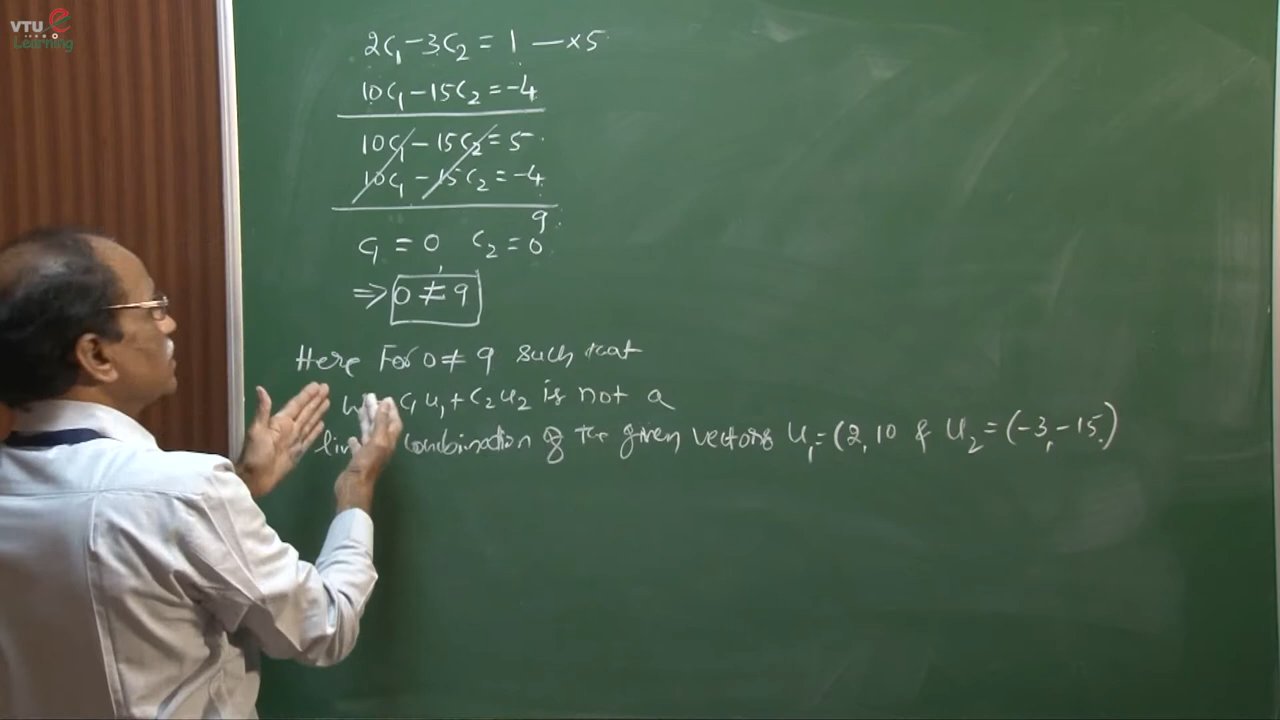 VTU e
Learning
2C₁ - 3C₂ = 1 — ×5
10C₁ - 15C₂ = -4
10C₁ - 15C₂ = 5
10C₁ - 15C₂ = -4
9
C₁ = 0 C₂ = 0
⇒ 0 ≠ 9
Here For 0 ≠ 9 such that
C₁u₁ + C₂u₂ is not a
combination of the given vectors u₁ = (2, 10 & u₂ = (-3, -15)